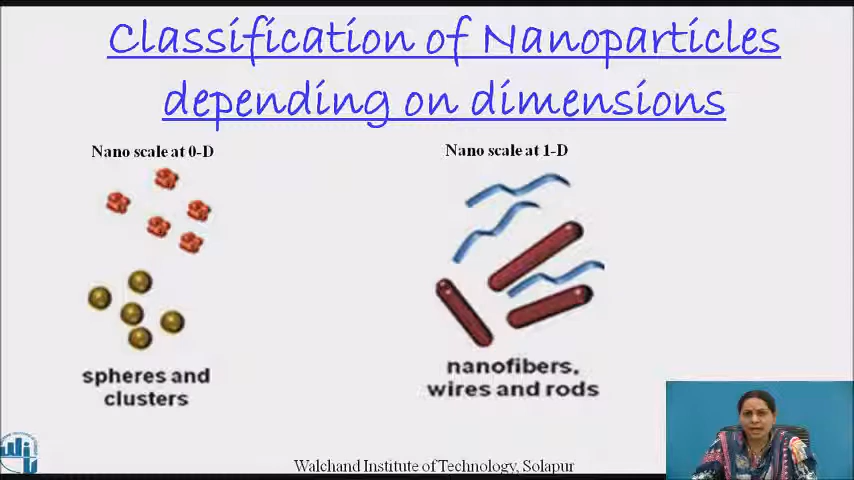 Classification of Nanoparticles
depending on dimensions
Nano scale at 0-D
Nano scale at 1-D
spheres and
clusters
nanofibers,
wires and rods
Walchand Institute of Technology, Solapur